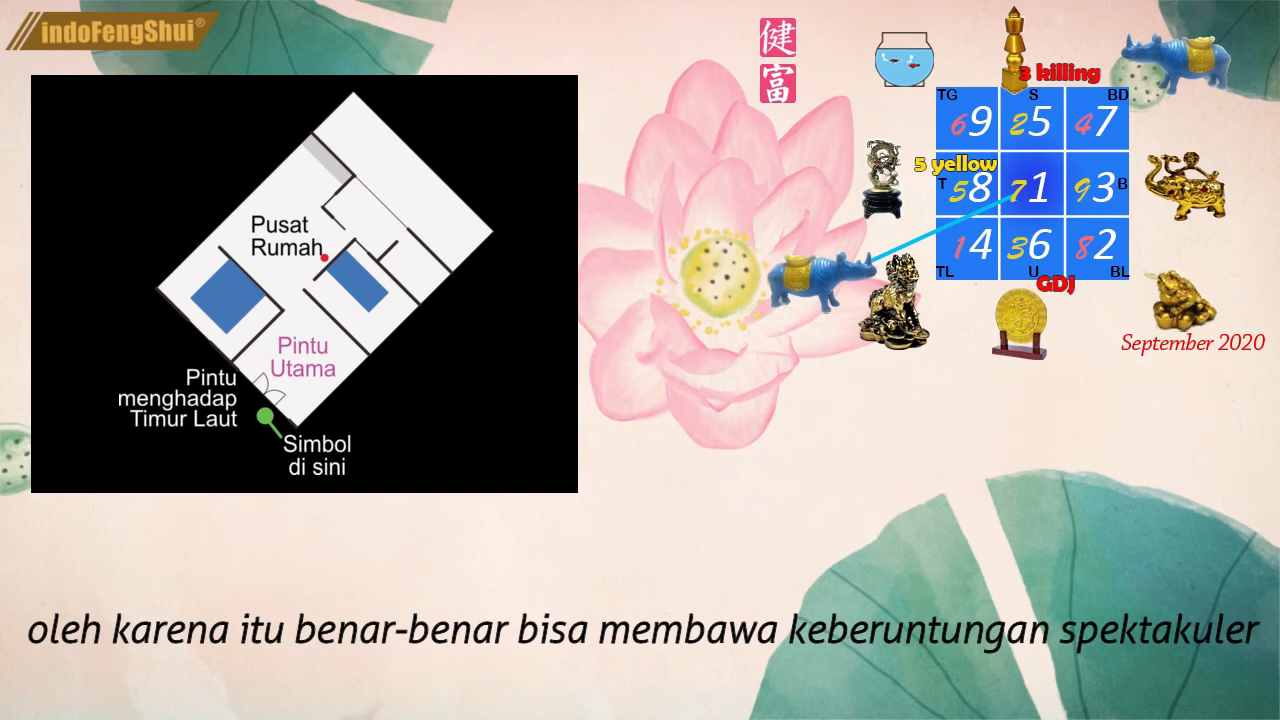 indoFengShui®
健
富
3 killing
TG
S
BD
69
25
47
5 yellow
T
58
71
93
B
14
36
82
TL
U
BL
GDJ
September 2020
Pusat
Rumah
Pintu
Utama
Pintu
menghadap
Timur Laut
Simbol
di sini
oleh karena itu benar-benar bisa membawa keberuntungan spektakuler